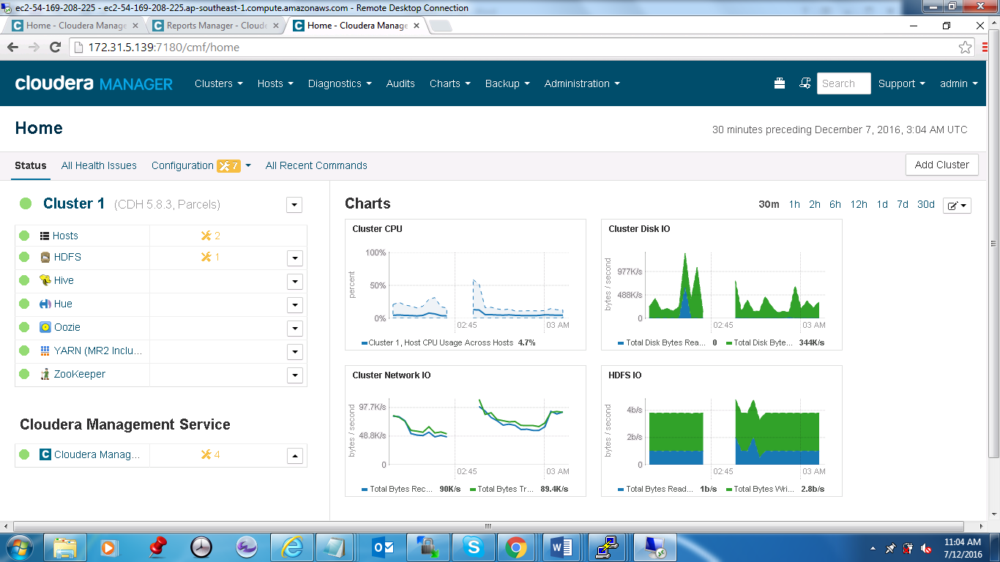 ec2-54-169-208-225 - ec2-54-169-208-225.ap-southeast-1.compute.amazonaws.com - Remote Desktop Connection
Home - Cloudera Manage
Reports Manager - Cloude
Home - Cloudera Manage
172.31.5.139:7180/cmf/home
cloudera MANAGER
Clusters
Hosts
Diagnostics
Audits
Charts
Backup
Administration
Search
Support
admin
Home
30 minutes preceding December 7, 2016, 3:04 AM UTC
Status
All Health Issues
Configuration 7
All Recent Commands
Add Cluster
Cluster 1 (CDH 5.8.3, Parcels)
Hosts 2
HDFS 1
Hive
Hue
Oozie
YARN (MR2 Inclu...
ZooKeeper
Cloudera Management Service
Cloudera Manag... 4
Charts
30m 1h 2h 6h 12h 1d 7d 30d
Cluster CPU
percent
100%
50%
0%
02:45 03 AM
Cluster 1, Host CPU Usage Across Hosts 4.7%
Cluster Disk IO
bytes / second
977K/s
488K/s
0
02:45 03 AM
Total Disk Bytes Rea... 0 Total Disk Byte... 344K/s
Cluster Network IO
bytes / second
97.7K/s
48.8K/s
0
02:45 03 AM
Total Bytes Rec... 90K/s Total Bytes Tr... 89.4K/s
HDFS IO
bytes / second
4b/s
2b/s
0
02:45 03 AM
Total Bytes Read... 1b/s Total Bytes Wri... 2.8b/s
11:04 AM
7/12/2016